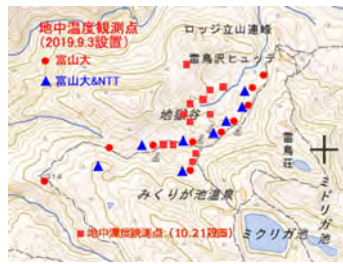 地中温度観測点
(2019.9.3設置)
● 富山大
▲ 富山大&NTT
ロッジ立山連峰
雷鳥沢ヒュッテ
地獄谷
雷鳥荘
みくりが池温泉
ミドリガ池
ミクリガ池
■地中温度観測点（10.21設置）